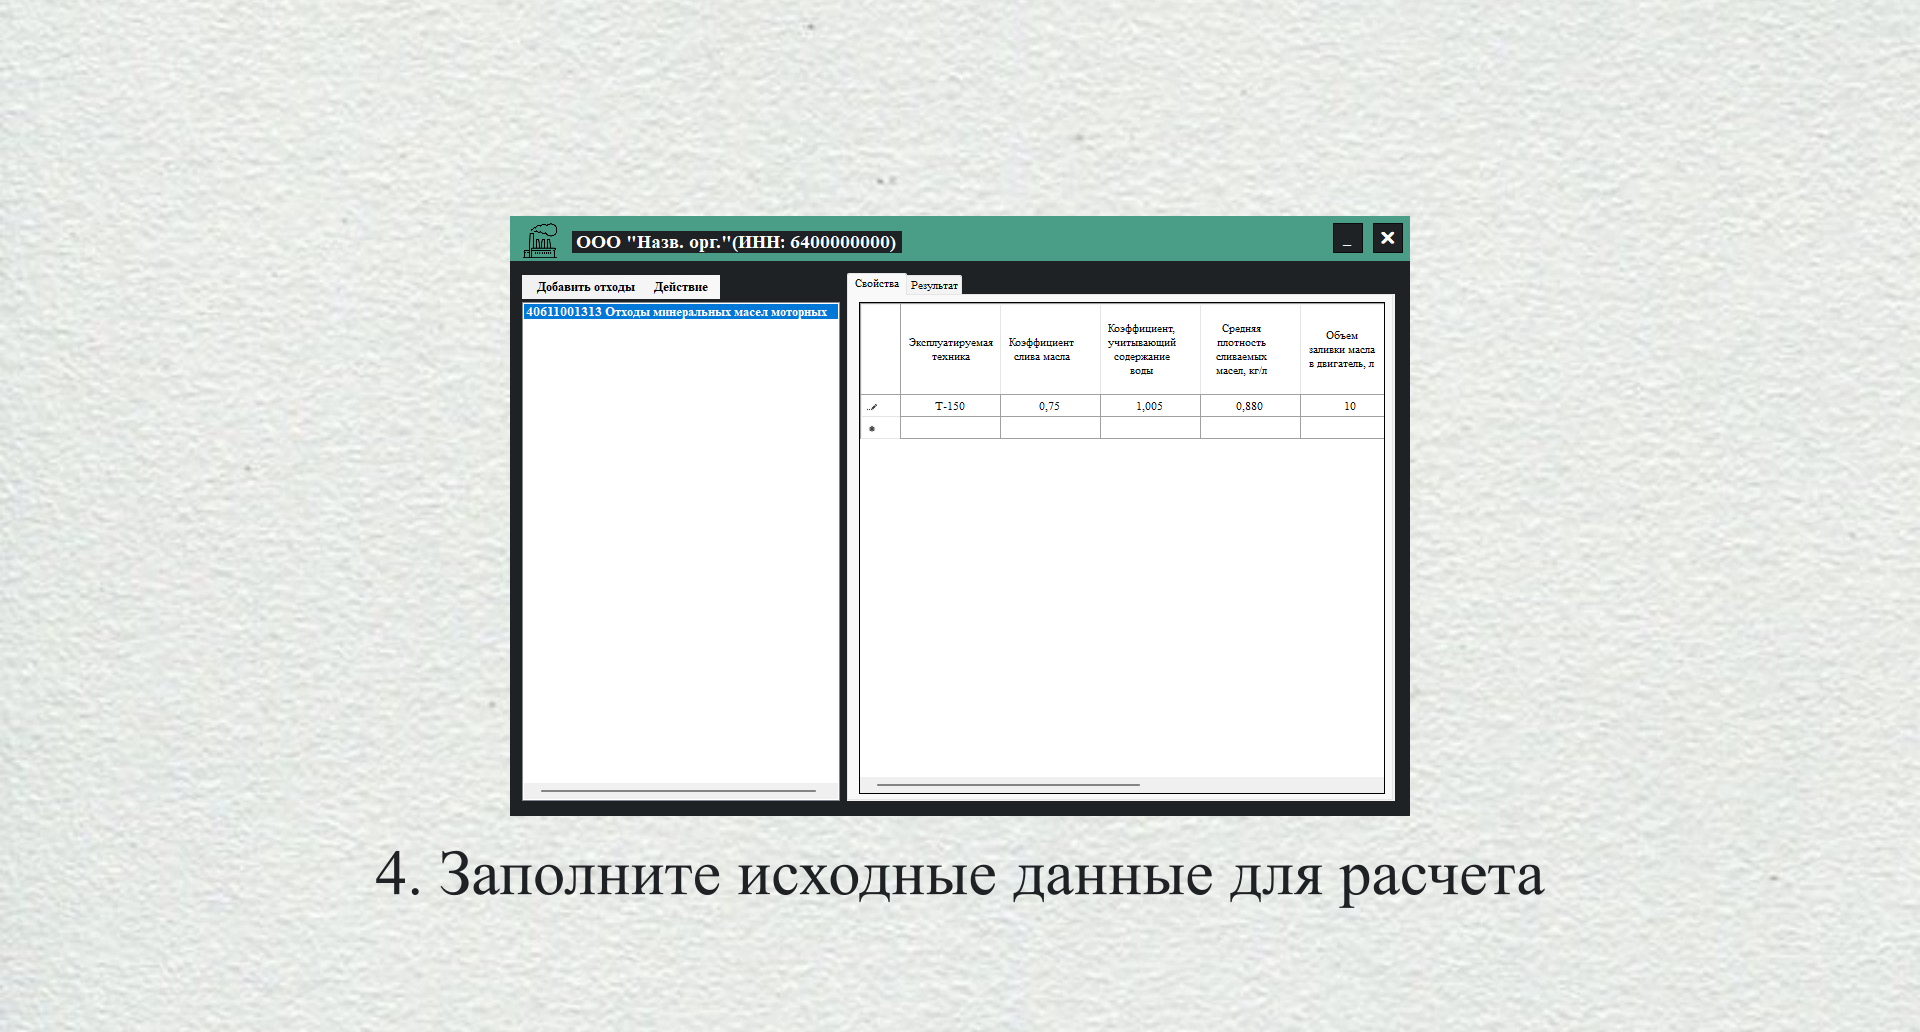 ООО "Назв. орг."(ИНН: 6400000000)
Добавить отходы Действие
40611001313 Отходы минеральных масел моторных
Свойства Результат
Эксплуатируемая
техника
Коэффициент
слива масла
Коэффициент,
учитывающий
содержание
воды
Средняя
плотность
сливаемых
масел, кг/л
Объем
заливки масла
в двигатель, л
Т-150 0,75 1,005 0,880 10
4. Заполните исходные данные для расчета